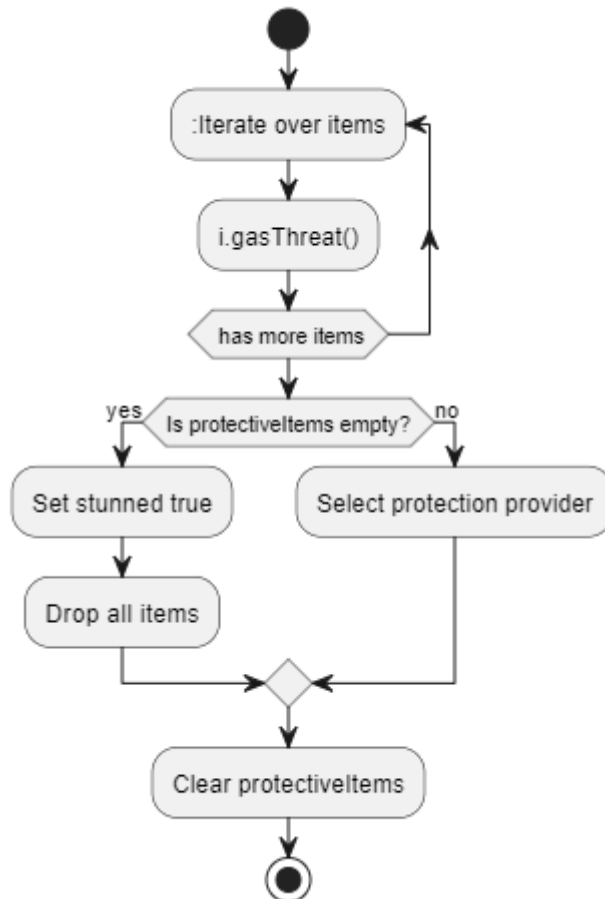 :Iterate over items
i.gasThreat()
has more items
yes
Is protectiveItems empty?
no
Set stunned true
Select protection provider
Drop all items
Clear protectiveItems